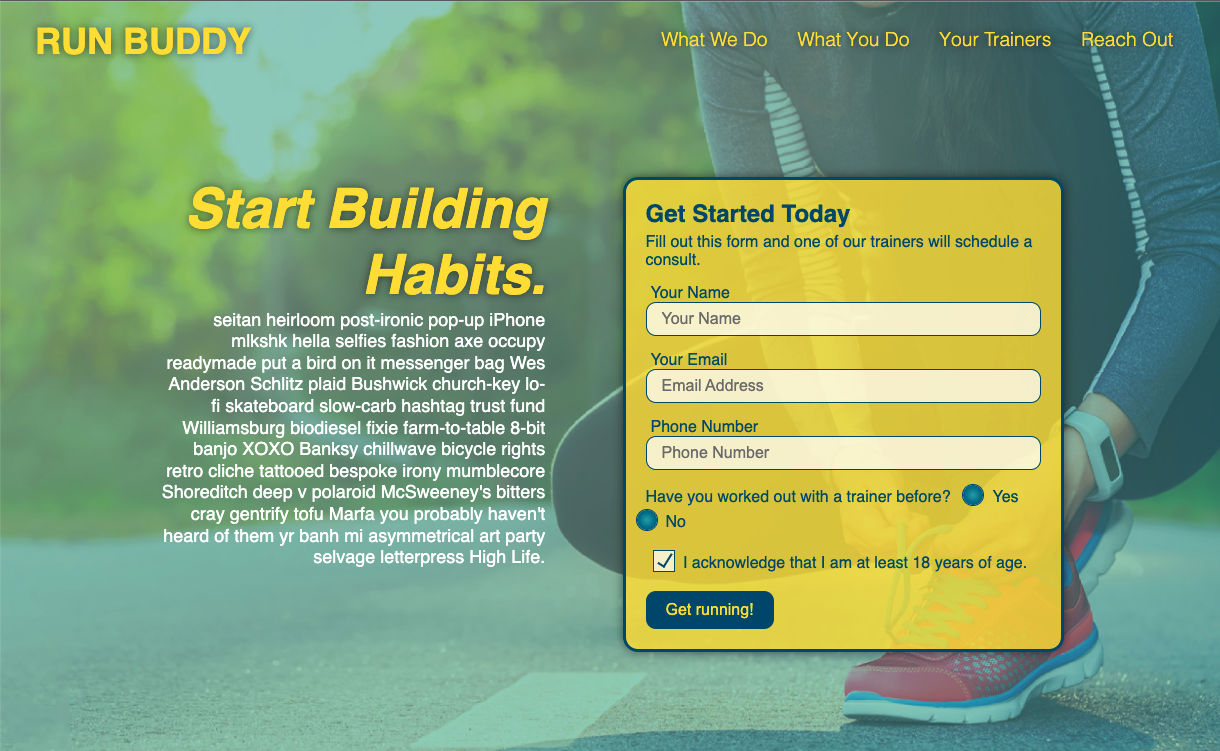 RUN BUDDY
What We Do
What You Do
Your Trainers
Reach Out
Start Building
Habits.
seitan heirloom post-ironic pop-up iPhone
mlkshk hella selfies fashion axe occupy
readymade put a bird on it messenger bag Wes
Anderson Schlitz plaid Bushwick church-key lo-
fi skateboard slow-carb hashtag trust fund
Williamsburg biodiesel fixie farm-to-table 8-bit
banjo XOXO Banksy chillwave bicycle rights
retro cliche tattooed bespoke irony mumblecore
Shoreditch deep v polaroid McSweeney's bitters
cray gentrify tofu Marfa you probably haven't
heard of them yr banh mi asymmetrical art party
selvage letterpress High Life.
Get Started Today
Fill out this form and one of our trainers will schedule a
consult.
Your Name
Your Name
Your Email
Email Address
Phone Number
Phone Number
Have you worked out with a trainer before? Yes
No
I acknowledge that I am at least 18 years of age.
Get running!